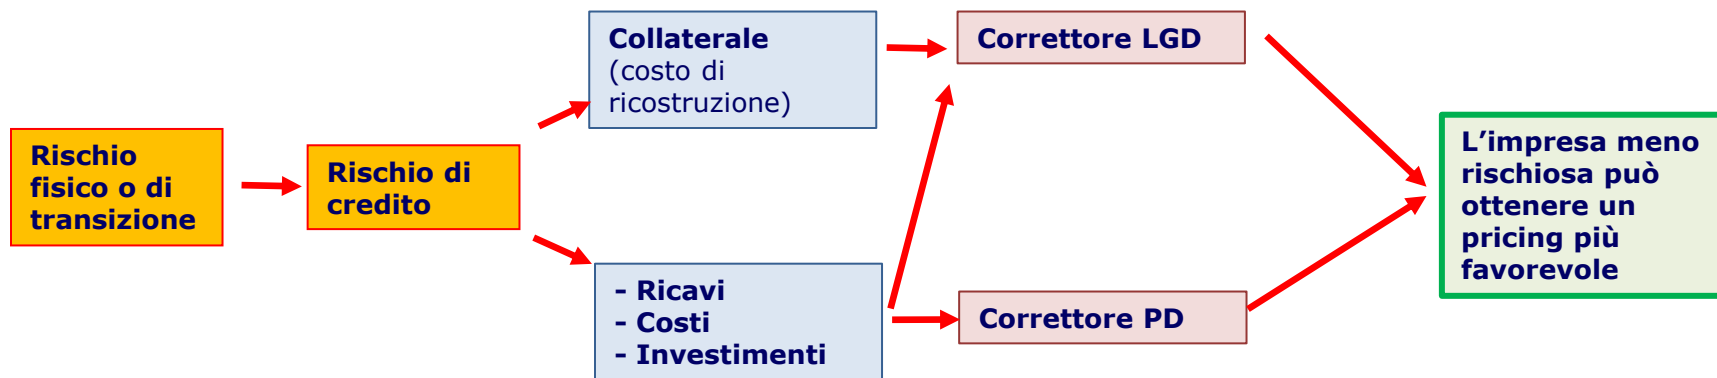 Rischio
fisico o di
transizione
Rischio di
credito
Collaterale
(costo di
ricostruzione)
- Ricavi
- Costi
- Investimenti
Correttore LGD
Correttore PD
L’impresa meno
rischiosa può
ottenere un
pricing più
favorevole